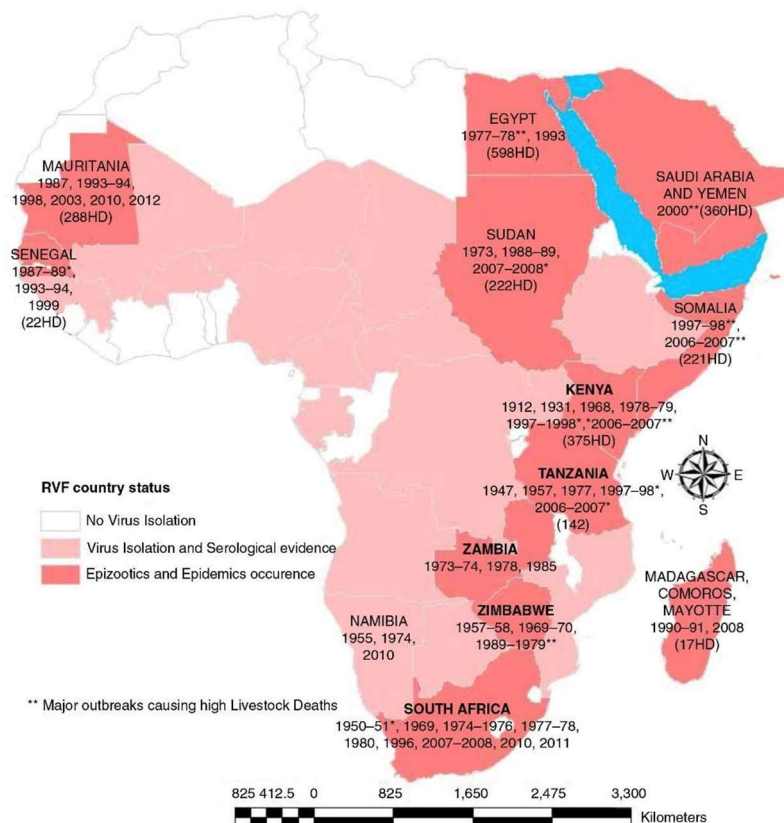 EGYPT
1977–78**, 1993
(598HD)
MAURITANIA
1987, 1993–94,
1998, 2003, 2010, 2012
(288HD)
SAUDI ARABIA
AND YEMEN
2000**(360HD)
SUDAN
1973, 1988–89,
2007–2008*
(222HD)
SENEGAL
1987–89*,
1993–94,
1999
(22HD)
SOMALIA
1997–98**,
2006–2007**
(221HD)
KENYA
1912, 1931, 1968, 1978–79,
1997–1998*,*2006–2007**
(375HD)
N
W E
S
TANZANIA
1947, 1957, 1977, 1997–98*,
2006–2007*
(142)
RVF country status
No Virus Isolation
Virus Isolation and Serological evidence
Epizootics and Epidemics occurence
ZAMBIA
1973–74, 1978, 1985
MADAGASCAR,
COMOROS,
MAYOTTE
1990–91, 2008
(17HD)
ZIMBABWE
1957–58, 1969–70,
1989–1979**
NAMIBIA
1955, 1974,
2010
** Major outbreaks causing high Livestock Deaths
SOUTH AFRICA
1950–51*, 1969, 1974–1976, 1977–78,
1980, 1996, 2007–2008, 2010, 2011
825 412.5 0 825 1,650 2,475 3,300
Kilometers